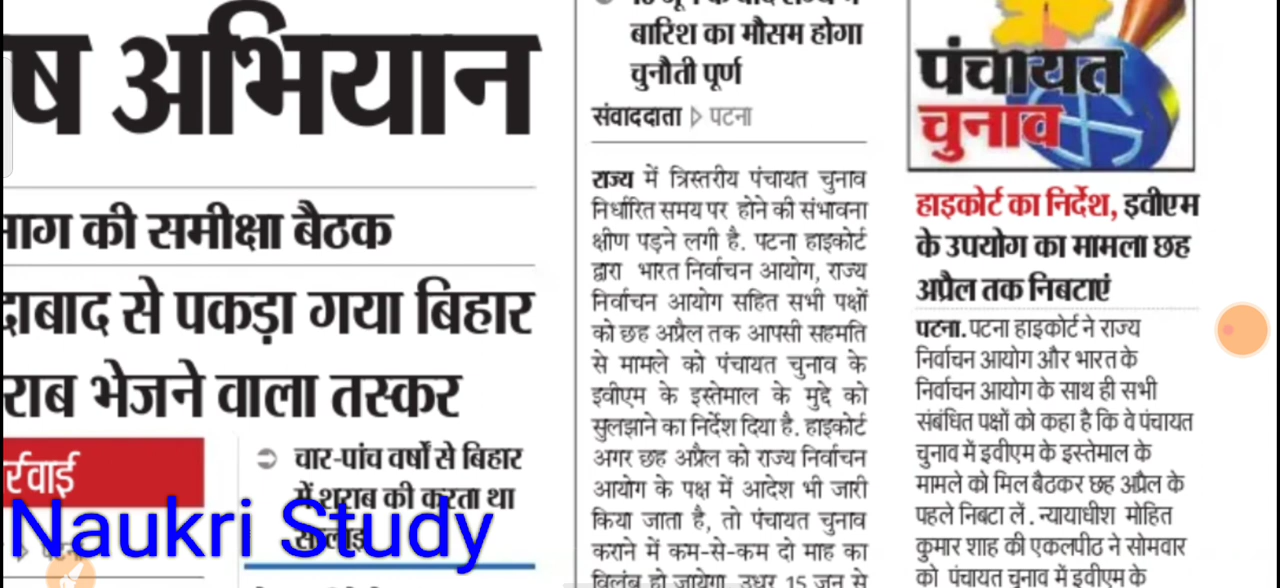 ष अभियान
भाग की समीक्षा बैठक
दाबाद से पकड़ा गया बिहार
राब भेजने वाला तस्कर
र्रवाई
चार-पांच वर्षों से बिहार
में शराब की करता था
Naukri Study
बारिश का मौसम होगा
चुनौती पूर्ण
संवाददाता ▷ पटना
राज्य में त्रिस्तरीय पंचायत चुनाव
निर्धारित समय पर होने की संभावना
क्षीण पड़ने लगी है. पटना हाइकोर्ट
द्वारा भारत निर्वाचन आयोग, राज्य
निर्वाचन आयोग सहित सभी पक्षों
को छह अप्रैल तक आपसी सहमति
से मामले को पंचायत चुनाव के
इवीएम के इस्तेमाल के मुद्दे को
सुलझाने का निर्देश दिया है. हाइकोर्ट
अगर छह अप्रैल को राज्य निर्वाचन
आयोग के पक्ष में आदेश भी जारी
किया जाता है, तो पंचायत चुनाव
कराने में कम-से-कम दो माह का
विलंब हो जायेगा. उधर 15 जून से
पंचायत
चुनाव
हाइकोर्ट का निर्देश, इवीएम
के उपयोग का मामला छह
अप्रैल तक निबटाएं
पटना. पटना हाइकोर्ट ने राज्य
निर्वाचन आयोग और भारत के
निर्वाचन आयोग के साथ ही सभी
संबंधित पक्षों को कहा है कि वे पंचायत
चुनाव में इवीएम के इस्तेमाल के
मामले को मिल बैठकर छह अप्रैल के
पहले निबटा लें. न्यायाधीश मोहित
कुमार शाह की एकलपीठ ने सोमवार
को पंचायत चुनाव में इवीएम के